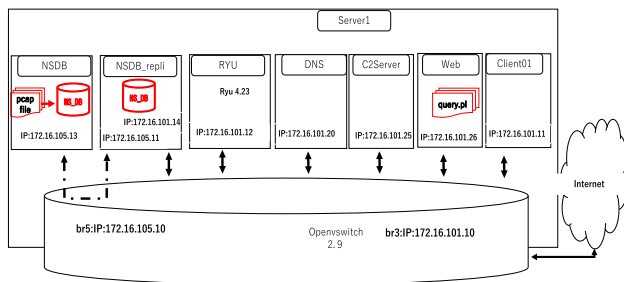 Server1
NSDB
NSDB_repli
RYU
DNS
C2Server
Web
Client01
pcap
file
NS_DB
NS_DB
Ryu 4.23
query.pl
IP:172.16.101.14
IP:172.16.105.13
IP:172.16.105.11
IP:172.16.101.12
IP:172.16.101.20
IP:172.16.101.25
IP:172.16.101.26
IP:172.16.101.11
Internet
br5:IP:172.16.105.10
Openvswitch
2.9
br3:IP:172.16.101.10